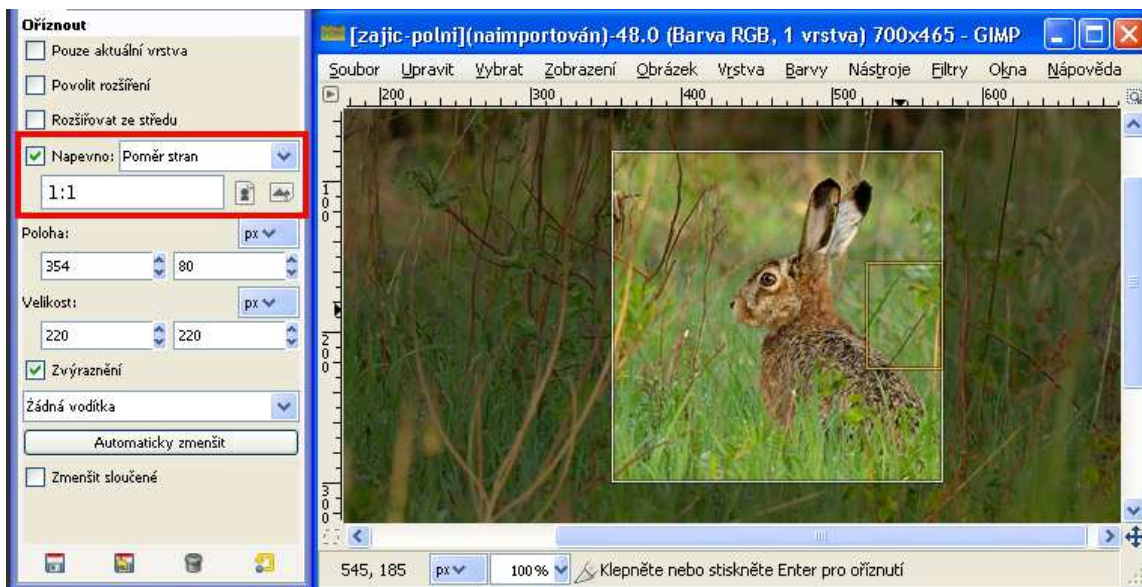 Oříznout
Pouze aktuální vrstva
Povolit rozšíření
Rozšiřovat ze středu
Napevno: Poměr stran
1:1
Poloha: px
354 80
Velikost: px
220 220
Zvýraznění
Žádná vodítka
Automaticky zmenšit
Zmenšit sloučené
[zajic-polni](naimportován)-48.0 (Barva RGB, 1 vrstva) 700x465 - GIMP
Soubor Upravit Vybrat Zobrazení Obrázek Vrstva Barvy Nástroje Filtry Okna Nápověda
200 300 400 500 600
100
200
300
545, 185 px 100% Klepněte nebo stiskněte Enter pro oříznutí